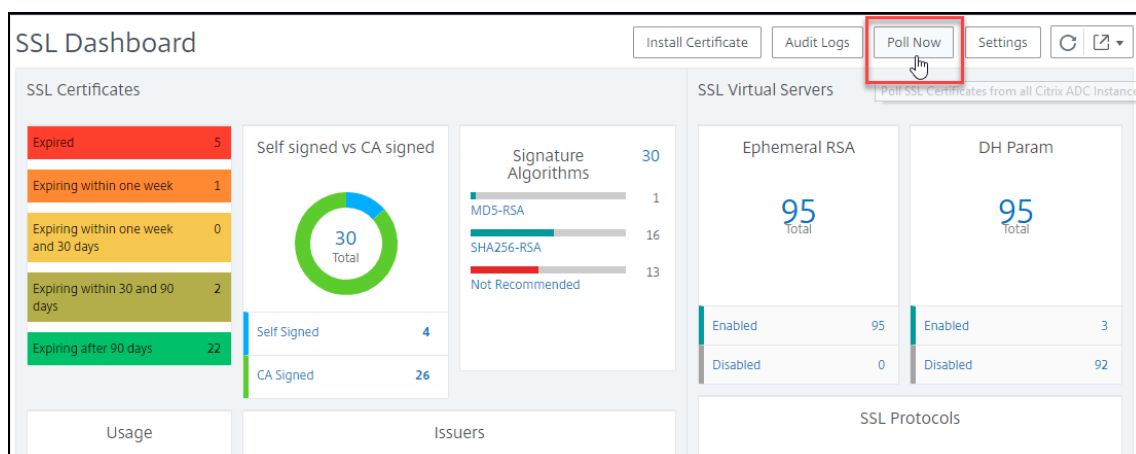 SSL Dashboard
Install Certificate
Audit Logs
Poll Now
Settings
SSL Certificates
SSL Virtual Servers
Poll SSL Certificates from all Citrix ADC Instance
Expired 5
Expiring within one week 1
Expiring within one week 0
and 30 days
Expiring within 30 and 90 2
days
Expiring after 90 days 22
Self signed vs CA signed
30
Total
Self Signed 4
CA Signed 26
Signature 30
Algorithms
1
MD5-RSA
16
SHA256-RSA
13
Not Recommended
Ephemeral RSA
95
Total
Enabled 95
Disabled 0
DH Param
95
Total
Enabled 3
Disabled 92
Usage
Issuers
SSL Protocols